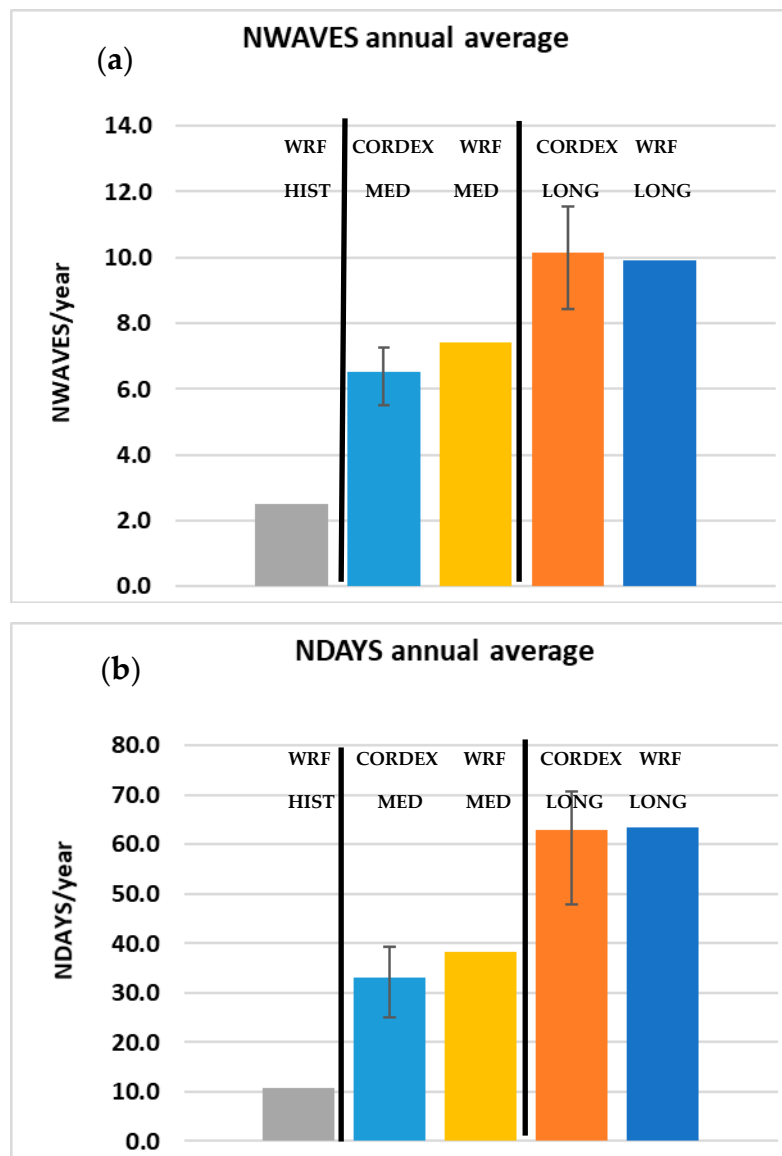 (a)
NWAVES annual average
14.0
12.0
10.0
8.0
6.0
4.0
2.0
0.0
NWAVES/year
WRF CORDEX WRF CORDEX WRF
HIST MED MED LONG LONG
(b)
NDAYS annual average
80.0
70.0
60.0
50.0
40.0
30.0
20.0
10.0
0.0
NDAYS/year
WRF CORDEX WRF CORDEX WRF
HIST MED MED LONG LONG